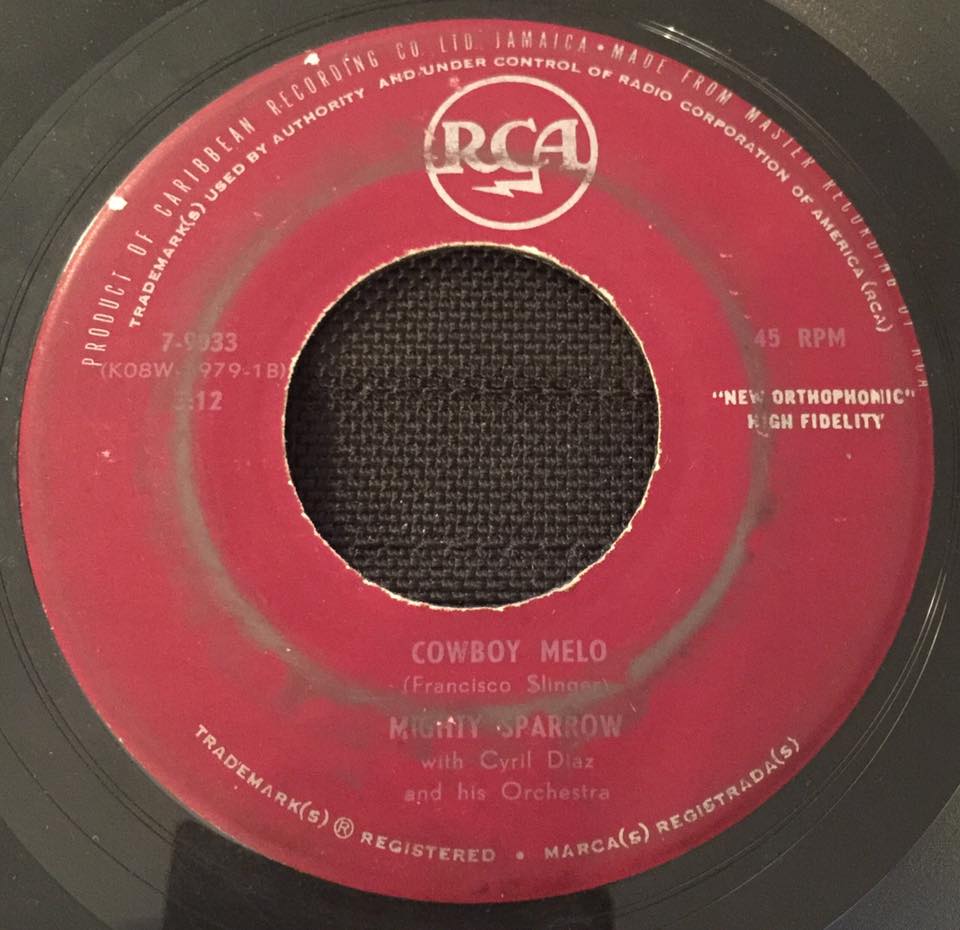 PRODUCT OF CARIBBEAN RECORDING CO. LTD. JAMAICA • MADE FROM MASTER RECORDING OF RCA
TRADEMARK(S) USED BY AUTHORITY AND UNDER CONTROL OF RADIO CORPORATION OF AMERICA (RCA)
RCA
45 RPM
"NEW ORTHOPHONIC"
HIGH FIDELITY
COWBOY MELO
(Francisco Slinger)
MIGHTY SPARROW
with Cyril Diaz
and his Orchestra
TRADEMARK(S) ® REGISTERED • MARCA(S) REGISTRADA(S)